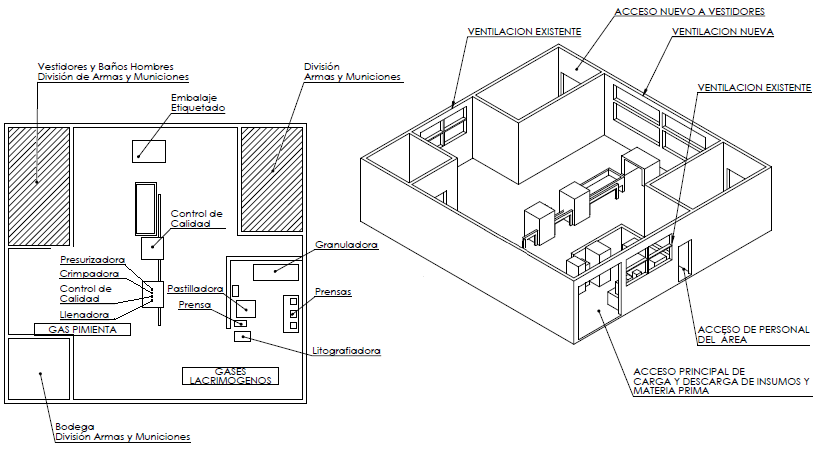 Vestidores y Baños Hombres
División de Armas y Municiones
División
Armas y Municiones
Embalaje
Etiquetado
Control de
Calidad
Granuladora
Presurizadora
Crimpadora
Control de
Calidad
Llenadora
GAS PIMIENTA
Pastilladora
Prensa
Prensas
Litografiadora
GASES
LACRIMOGENOS
Bodega
División Armas y Municiones
ACCESO NUEVO A VESTIDORES
VENTILACION EXISTENTE
VENTILACION NUEVA
VENTILACION EXISTENTE
ACCESO DE PERSONAL
DEL ÁREA
ACCESO PRINCIPAL DE
CARGA Y DESCARGA DE INSUMOS Y
MATERIA PRIMA